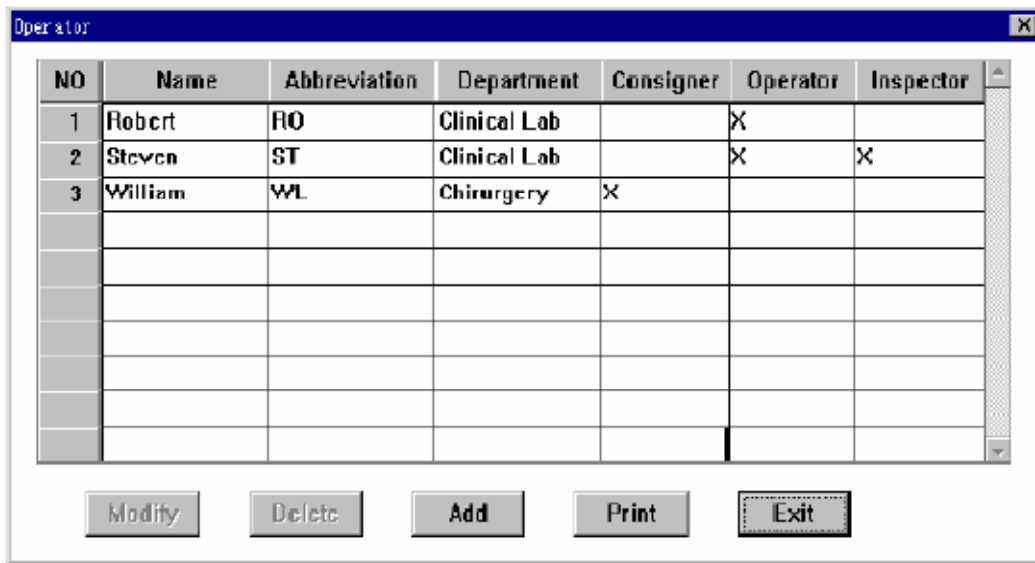 Operator
NO Name Abbreviation Department Consigner Operator Inspector
1 Robert RO Clinical Lab X
2 Steven ST Clinical Lab X X
3 William WL Chirurgery X
Modify Delete Add Print Exit